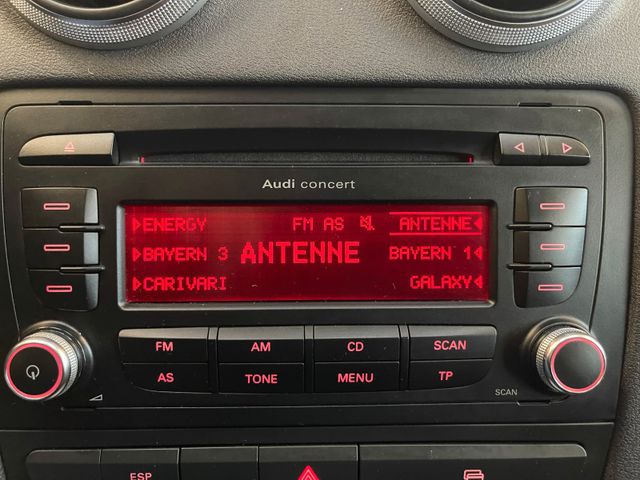 Audi concert
ENERGY FM AS ANTENNE
BAYERN 3 ANTENNE BAYERN 1
CARIVARI GALAXY
FM AM CD SCAN
AS TONE MENU TP
SCAN
ESP